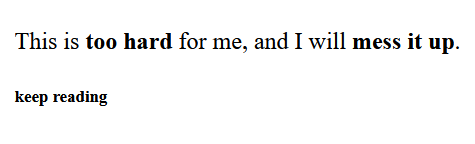 This is too hard for me, and I will mess it up.
keep reading